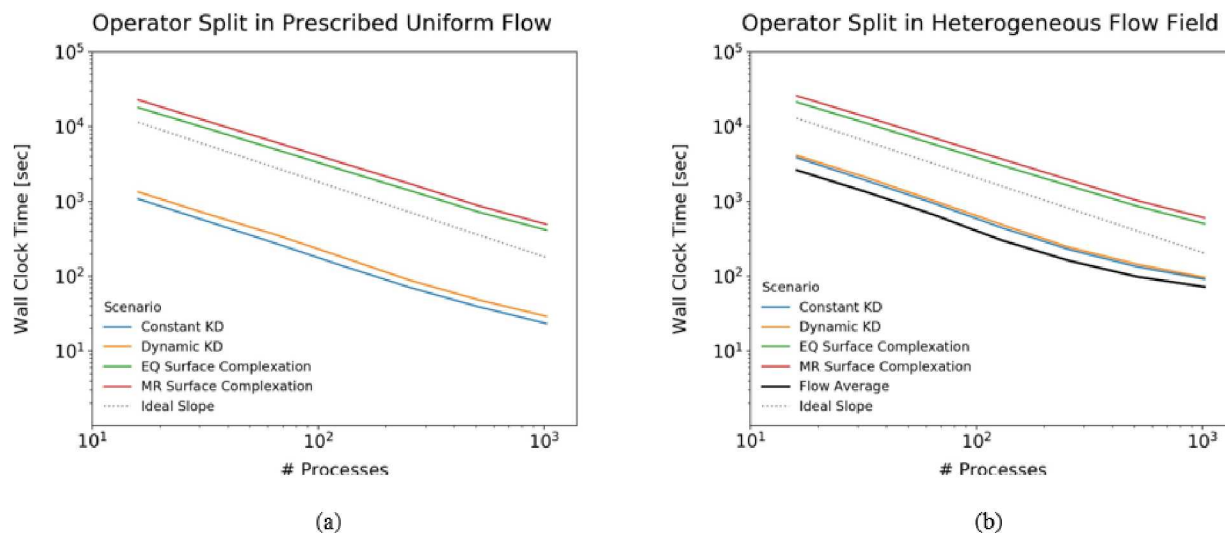 Operator Split in Prescribed Uniform Flow
10^5
10^4
10^3
10^2
10^1
Wall Clock Time [sec]
Scenario
Constant KD
Dynamic KD
EQ Surface Complexation
MR Surface Complexation
Ideal Slope
10^1
10^2
10^3
# Processes
(a)
Operator Split in Heterogeneous Flow Field
10^5
10^4
10^3
10^2
10^1
Wall Clock Time [sec]
Scenario
Constant KD
Dynamic KD
EQ Surface Complexation
MR Surface Complexation
Flow Average
Ideal Slope
10^1
10^2
10^3
# Processes
(b)